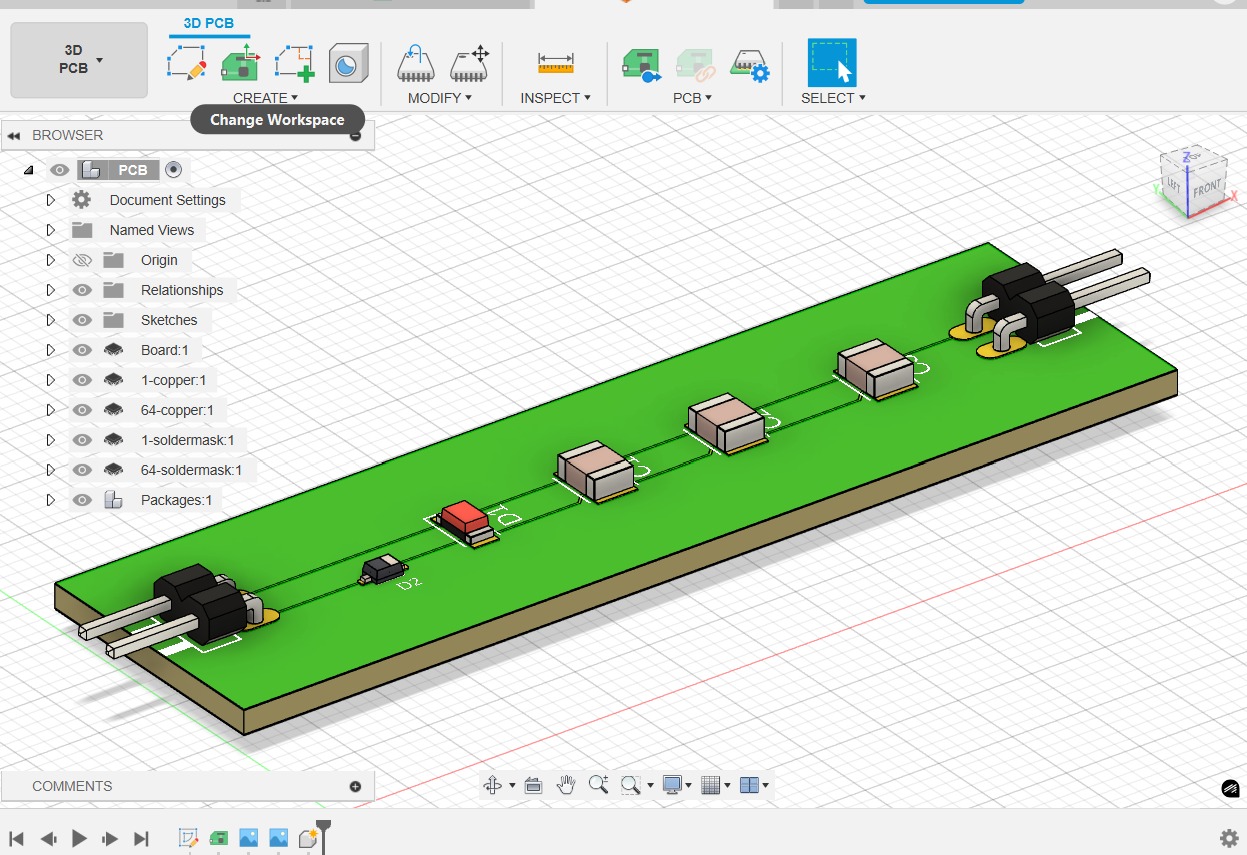 3D PCB
3D
PCB
CREATE
MODIFY
INSPECT
PCB
SELECT
Change Workspace
BROWSER
PCB
Document Settings
Named Views
Origin
Relationships
Sketches
Board:1
1-copper:1
64-copper:1
1-soldermask:1
64-soldermask:1
Packages:1
Z
LEFT
FRONT
Y
X
D1
D2
COMMENTS